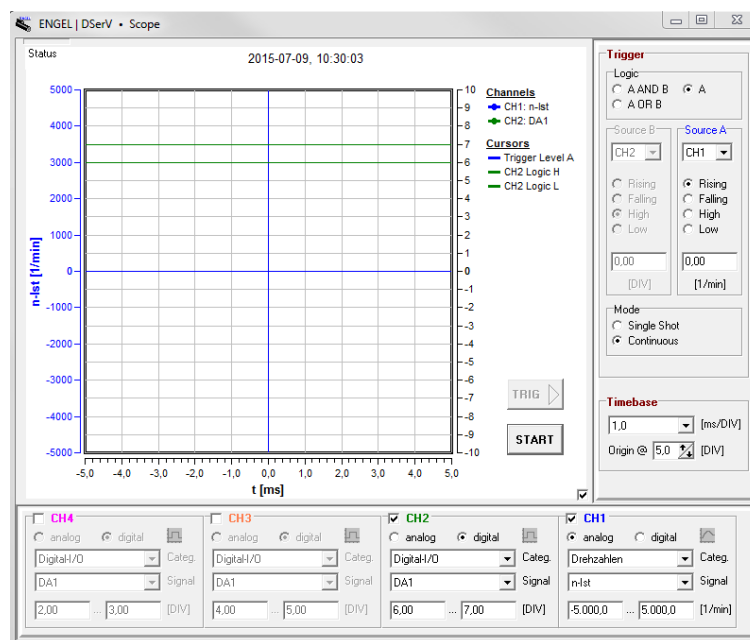 ENGEL | DSerV • Scope
Status
2015-07-09, 10:30:03
5000
4000
3000
2000
1000
0
-1000
-2000
-3000
-4000
-5000
n-Ist [1/min]
10
9
8
7
6
5
4
3
2
1
0
-1
-2
-3
-4
-5
-6
-7
-8
-9
-10
-5,0 -4,0 -3,0 -2,0 -1,0 0,0 1,0 2,0 3,0 4,0 5,0
t [ms]
Channels
CH1: n-Ist
CH2: DA1
Cursors
Trigger Level A
CH2 Logic H
CH2 Logic L
TRIG
START
Trigger
Logic
A AND B A
A OR B
Source B Source A
CH2 CH1
Rising Rising
Falling Falling
High High
Low Low
0,00 0,00
[DIV] [1/min]
Mode
Single Shot
Continuous
Timebase
1,0 [ms/DIV]
Origin @ 5,0 [DIV]
CH4 CH3 CH2 CH1
analog digital analog digital analog digital analog digital
Digital-I/O Categ. Digital-I/O Categ. Digital-I/O Categ. Drehzahlen Categ.
DA1 Signal DA1 Signal DA1 Signal n-Ist Signal
2,00 ... 3,00 [DIV] 4,00 ... 5,00 [DIV] 6,00 ... 7,00 [DIV] -5.000,0 ... 5.000,0 [1/min]